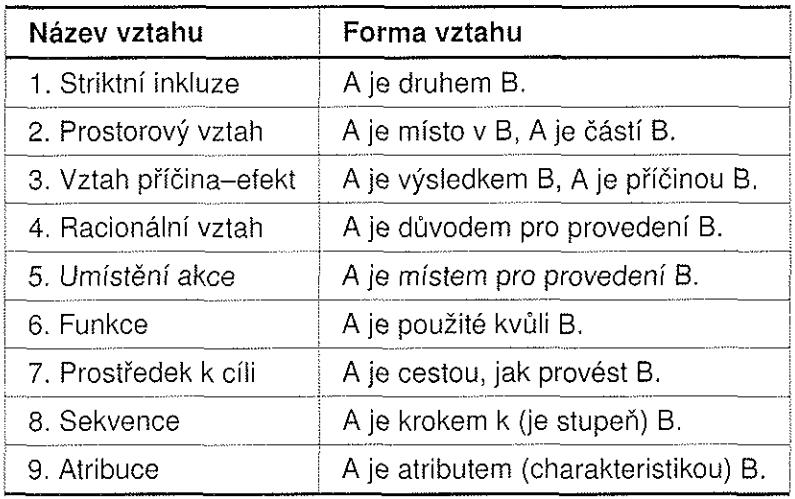 Název vztahu Forma vztahu
1. Striktní inkluze A je druhem B.
2. Prostorový vztah A je místo v B, A je částí B.
3. Vztah příčina–efekt A je výsledkem B, A je příčinou B.
4. Racionální vztah A je důvodem pro provedení B.
5. Umístění akce A je místem pro provedení B.
6. Funkce A je použité kvůli B.
7. Prostředek k cíli A je cestou, jak provést B.
8. Sekvence A je krokem k (je stupeň) B.
9. Atribuce A je atributem (charakteristikou) B.